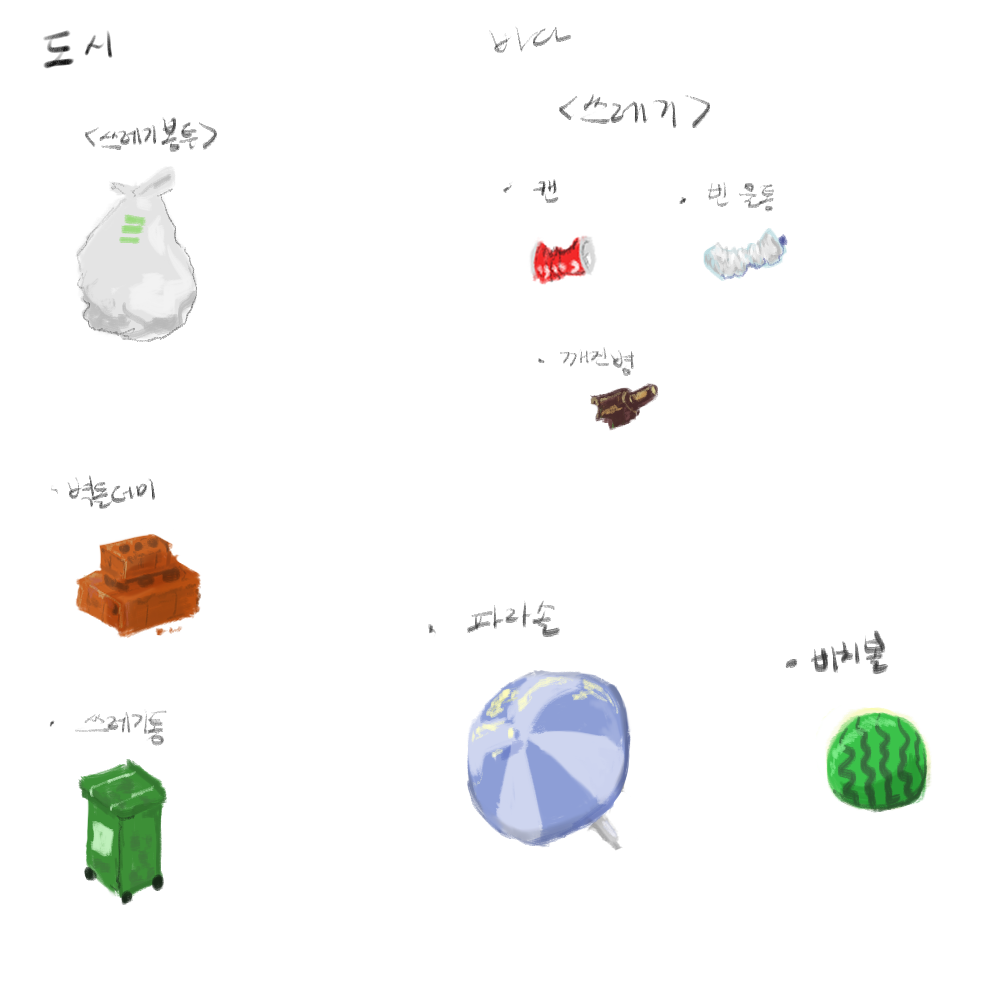 도시
바다
<쓰레기봉투>
<쓰레기>
· 캔
· 빈 물통
· 깨진병
· 벽돌더미
· 파라솔
· 비치볼
· 쓰레기통